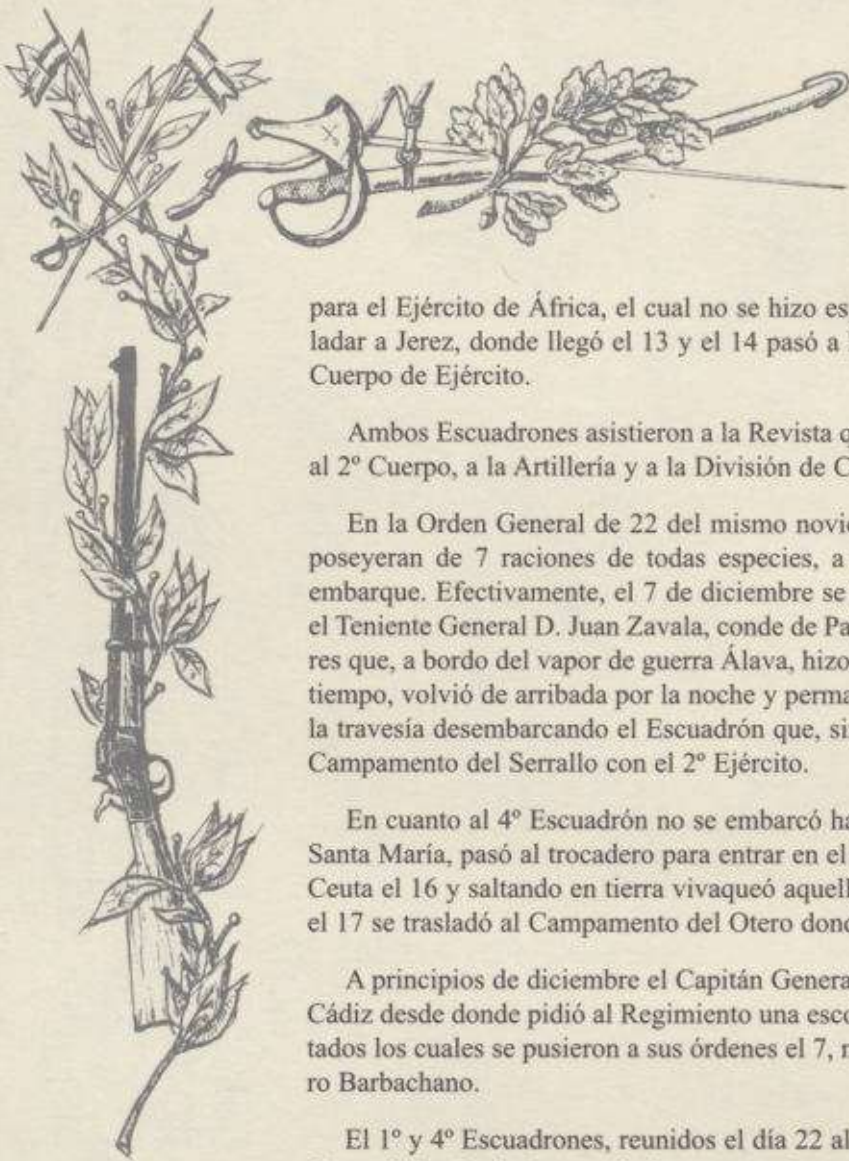 para el Ejército de África, el cual no se hizo es
ladar a Jerez, donde llegó el 13 y el 14 pasó a
Cuerpo de Ejército.
Ambos Escuadrones asistieron a la Revista
al 2º Cuerpo, a la Artillería y a la División de C
En la Orden General de 22 del mismo novie
poseyeran de 7 raciones de todas especies, a
embarque. Efectivamente, el 7 de diciembre se
el Teniente General D. Juan Zavala, conde de Pa
res que, a bordo del vapor de guerra Álava, hizo
tiempo, volvió de arribada por la noche y perma
la travesía desembarcando el Escuadrón que, si
Campamento del Serrallo con el 2º Ejército.
En cuanto al 4º Escuadrón no se embarcó ha
Santa María, pasó al trocadero para entrar en el
Ceuta el 16 y saltando en tierra vivaqueó aquell
el 17 se trasladó al Campamento del Otero dond
A principios de diciembre el Capitán Genera
Cádiz desde donde pidió al Regimiento una esco
tados los cuales se pusieron a sus órdenes el 7, r
ro Barbachano.
El 1º y 4º Escuadrones, reunidos el día 22 al